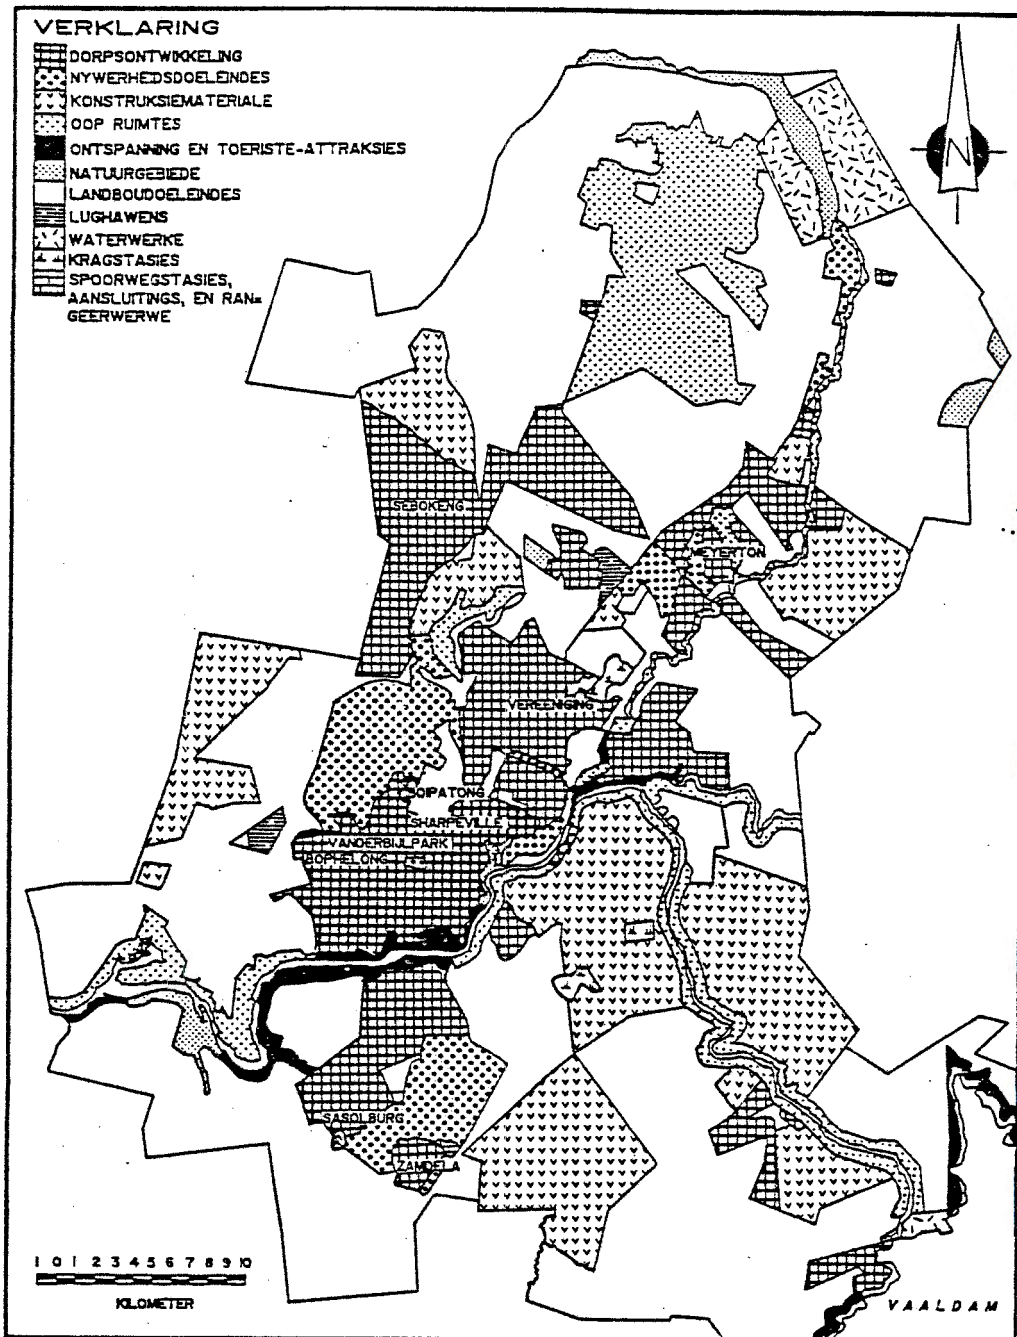 VERKLARING
DORPSONTWIKKELING
NYWERHEIDSDOELEINDES
KONSTRUKSIEMATERIALE
OOP RUIMTES
ONTSPANNING EN TOERISTE-ATTRAKSIES
NATUURGEBIEDE
LANDBOUDOELEINDES
LUGHAWENS
WATERWERKE
KRAGSTASIES
SPOORWEGSTASIES,
AANSLUITINGS, EN RAN=
GEERWERWE
N
SEBOKENG
MEYERTON
VEREENIGING
BOIPATONG
SHARPEVILLE
VANDERBIJLPARK
BOPHELONG
SASOLBURG
ZAMDELA
1 0 1 2 3 4 5 6 7 8 9 10
KILOMETER
VAALDAM